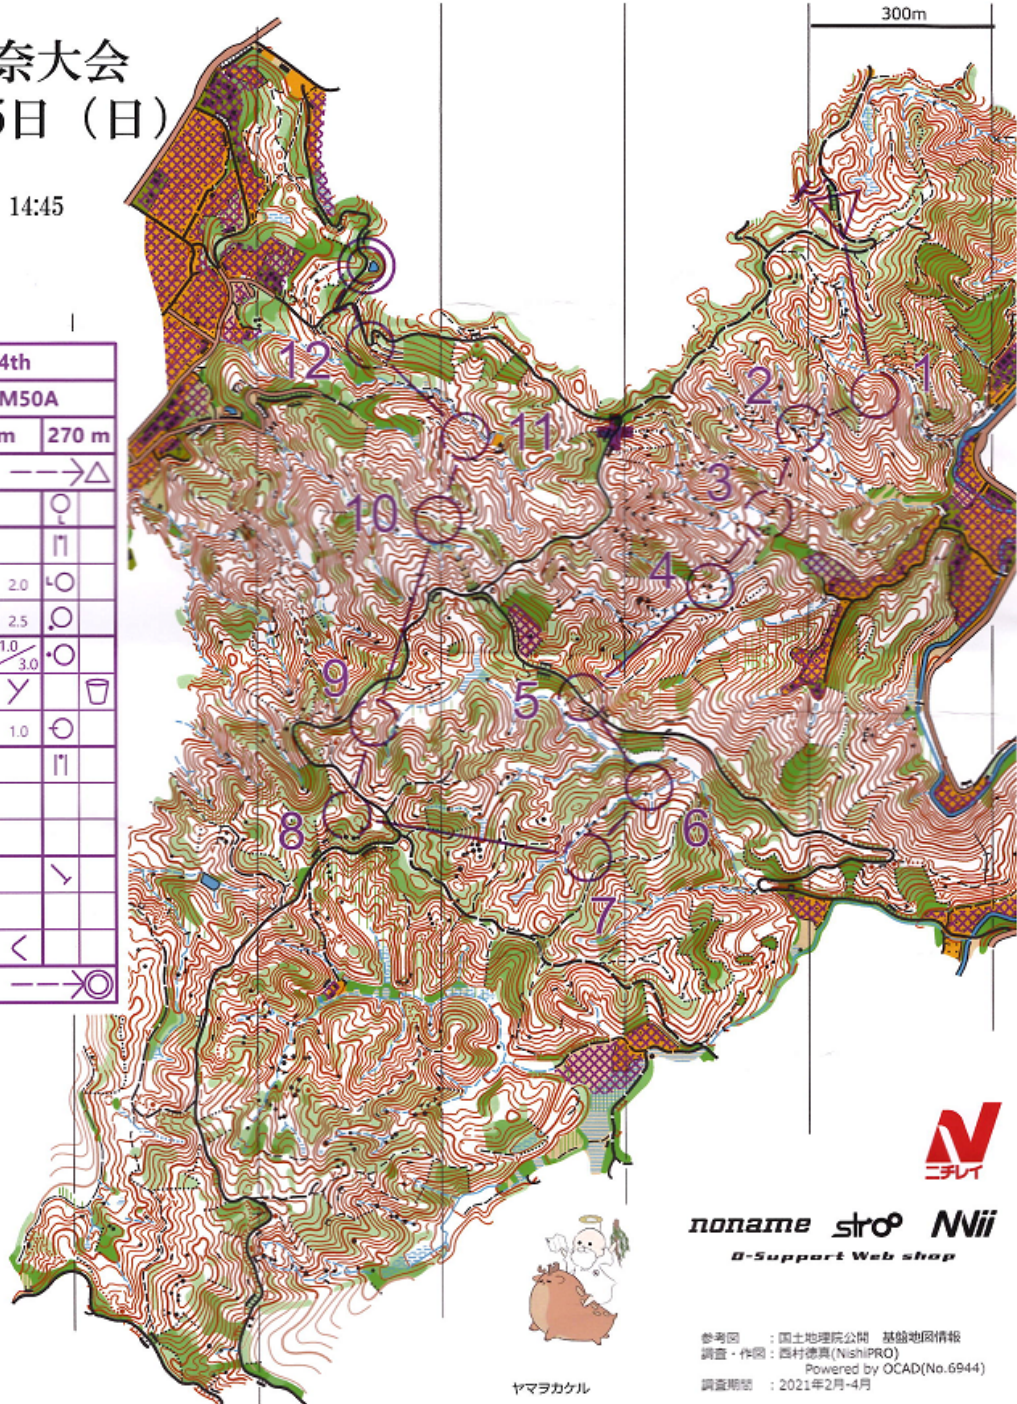 奈大会
5日（日）
14:45
300m
4th
M50A
m
270 m
2.0
2.5
1.0
3.0
1.0
1
2
3
4
5
6
7
8
9
10
11
12
ニチレイ
noname
NVii
O-Support Web shop
参考図　：国土地理院公開　基盤地図情報
調査・作図：西村徳真(NishiPRO)
Powered by OCAD(No.6944)
調査期間　：2021年2月-4月
ヤマヲカケル